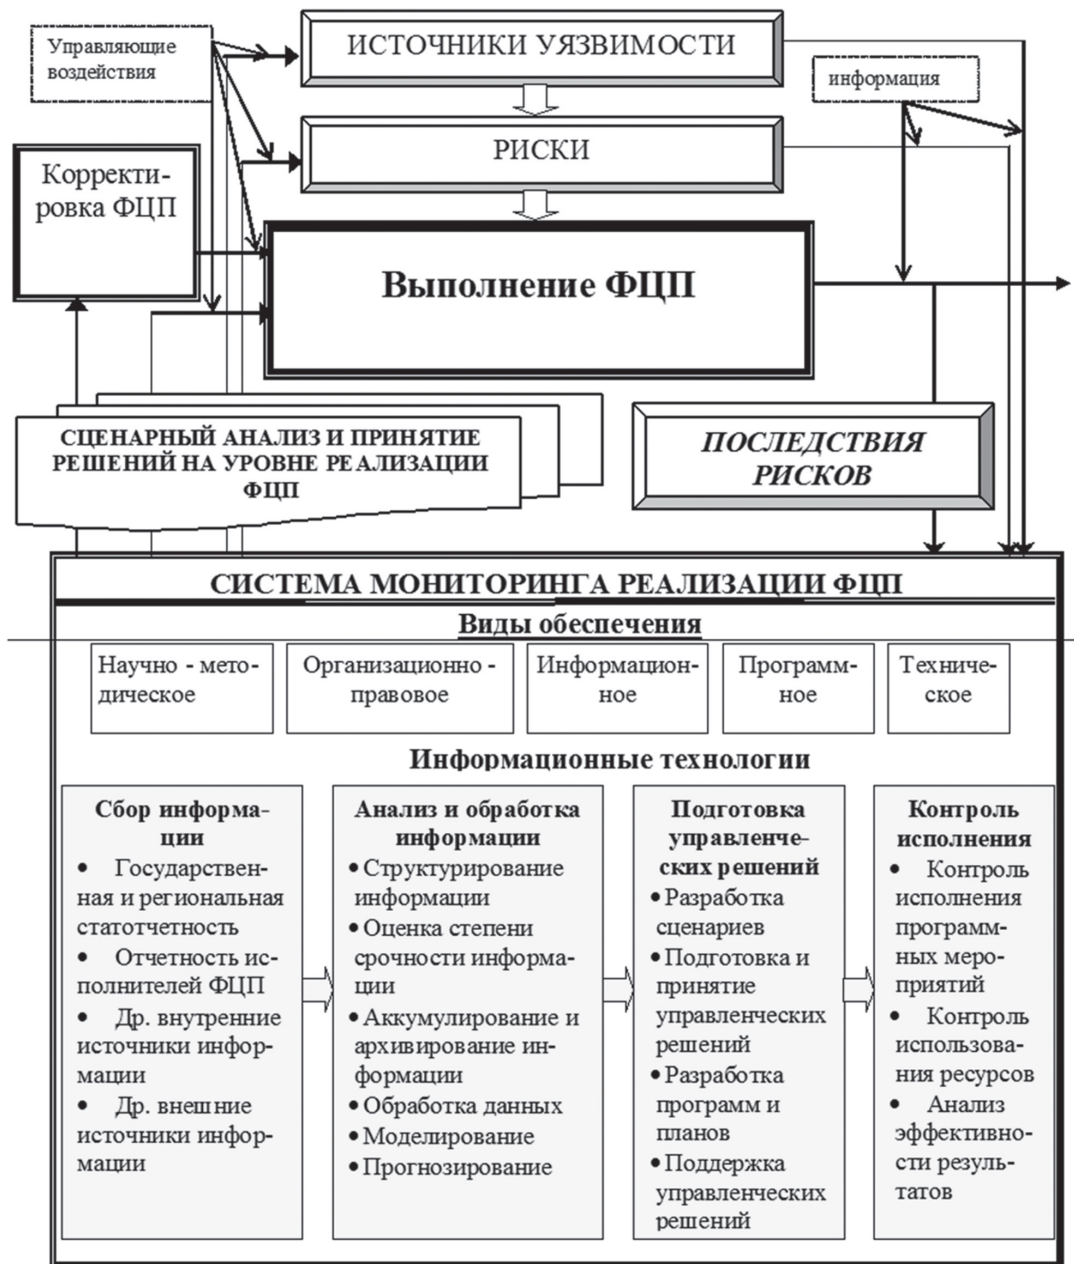 Управляющие
воздействия
ИСТОЧНИКИ УЯЗВИМОСТИ
информация
РИСКИ
Корректи-
ровка ФЦП
Выполнение ФЦП
СЦЕНАРНЫЙ АНАЛИЗ И ПРИНЯТИЕ
РЕШЕНИЙ НА УРОВНЕ РЕАЛИЗАЦИИ
ФЦП
ПОСЛЕДСТВИЯ
РИСКОВ
СИСТЕМА МОНИТОРИНГА РЕАЛИЗАЦИИ ФЦП
Виды обеспечения
Научно - мето-
дическое
Организационно -
правовое
Информацион-
ное
Программ-
ное
Техниче-
ское
Информационные технологии
Сбор информа-
ции
• Государствен-
ная и региональная
статотчетность
• Отчетность ис-
полнителей ФЦП
• Др. внутренние
источники инфор-
мации
• Др. внешние
источники инфор-
мации
Анализ и обработка
информации
• Структурирование
информации
• Оценка степени
срочности информа-
ции
• Аккумулирование и
архивирование ин-
формации
• Обработка данных
• Моделирование
• Прогнозирование
Подготовка
управленче-
ских решений
• Разработка
сценариев
• Подготовка и
принятие
управленческих
решений
• Разработка
программ и
планов
• Поддержка
управленческих
решений
Контроль
исполнения
• Контроль
исполнения
программ-
ных меро-
приятий
• Контроль
использова-
ния ресурсов
• Анализ
эффективно-
сти резуль-
татов